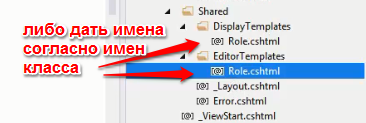 Shared
DisplayTemplates
либо дать имена
Role.cshtml
согласно имен
EditorTemplates
класса
Role.cshtml
_Layout.cshtml
Error.cshtml
_ViewStart.cshtml